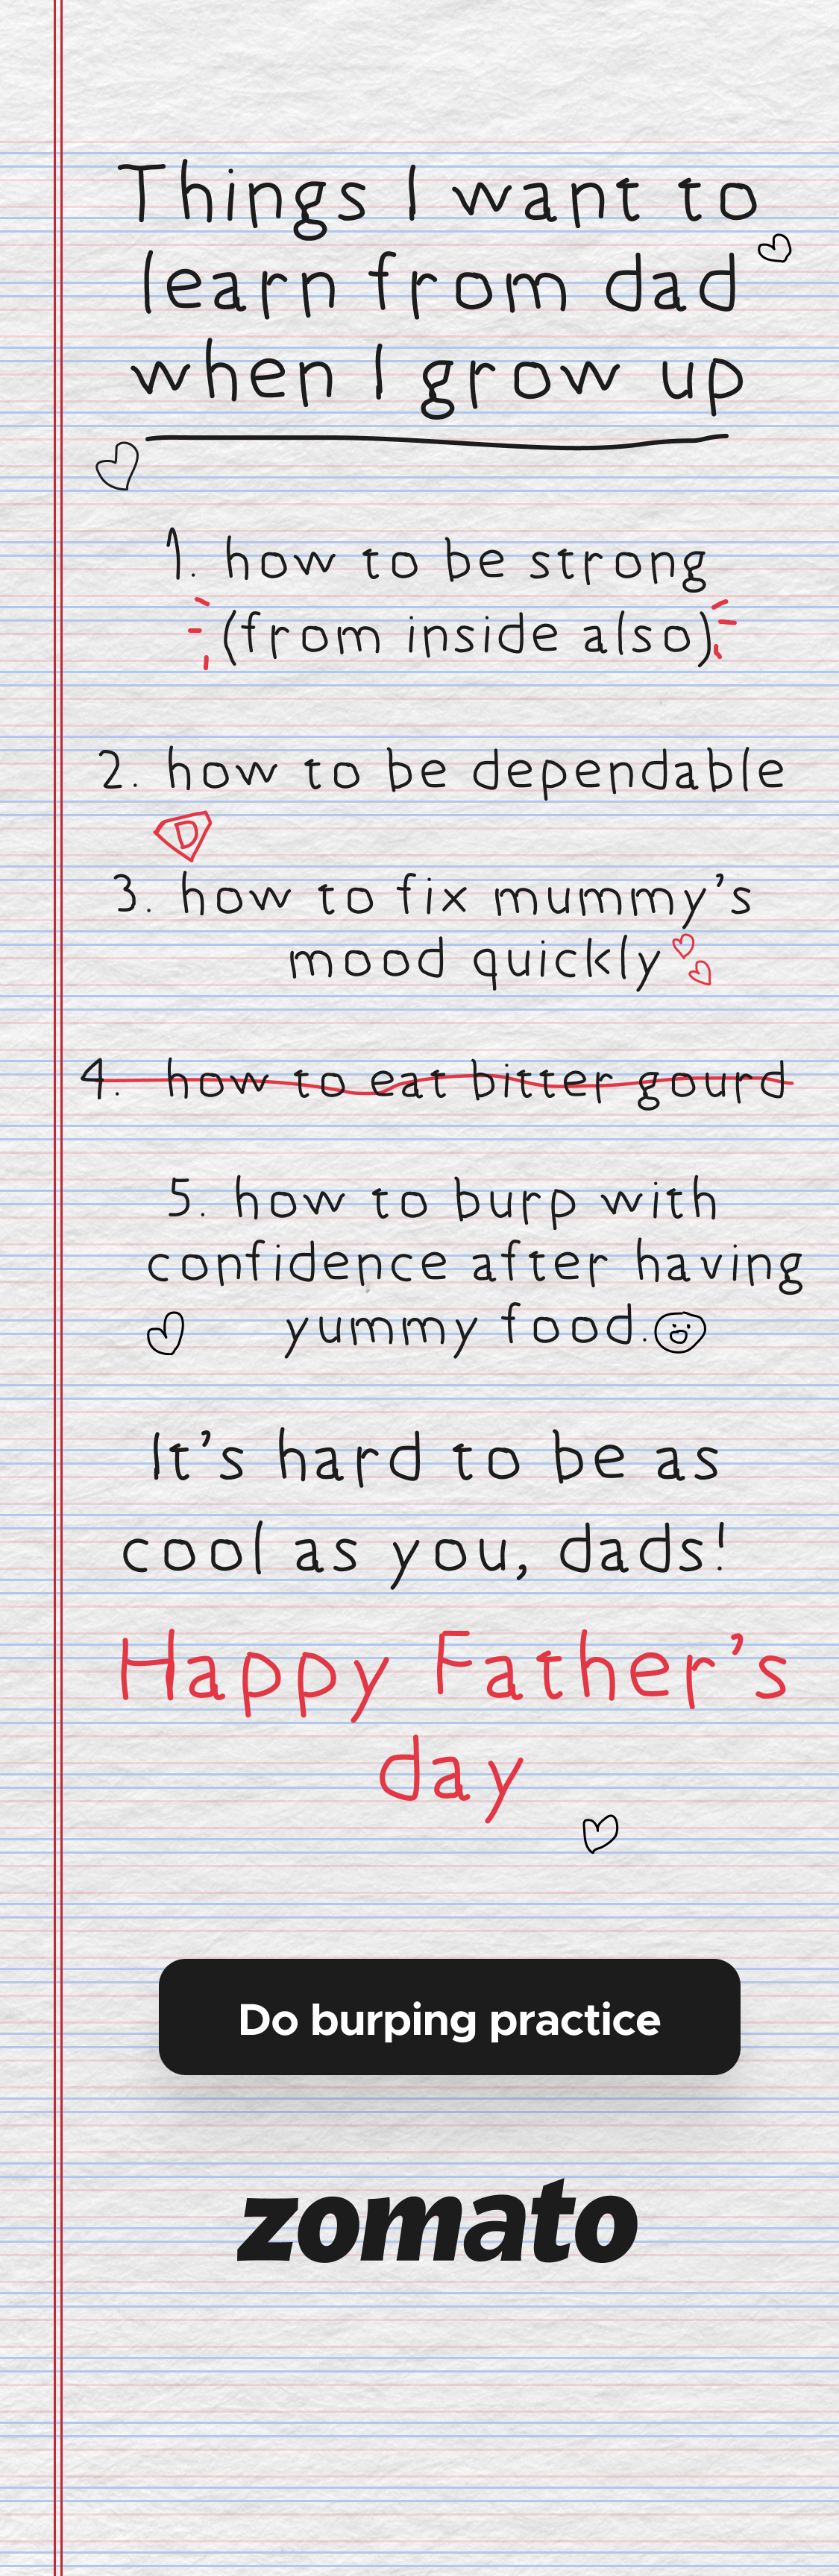 Things I want to
learn from dad
when I grow up
1. how to be strong
(from inside also)
2. how to be dependable
D
3. how to fix mummy's
mood quickly
4. how to eat bitter gourd
5. how to burp with
confidence after having
yummy food.
It's hard to be as
cool as you, dads!
Happy Father's
day
Do burping practice
zomato